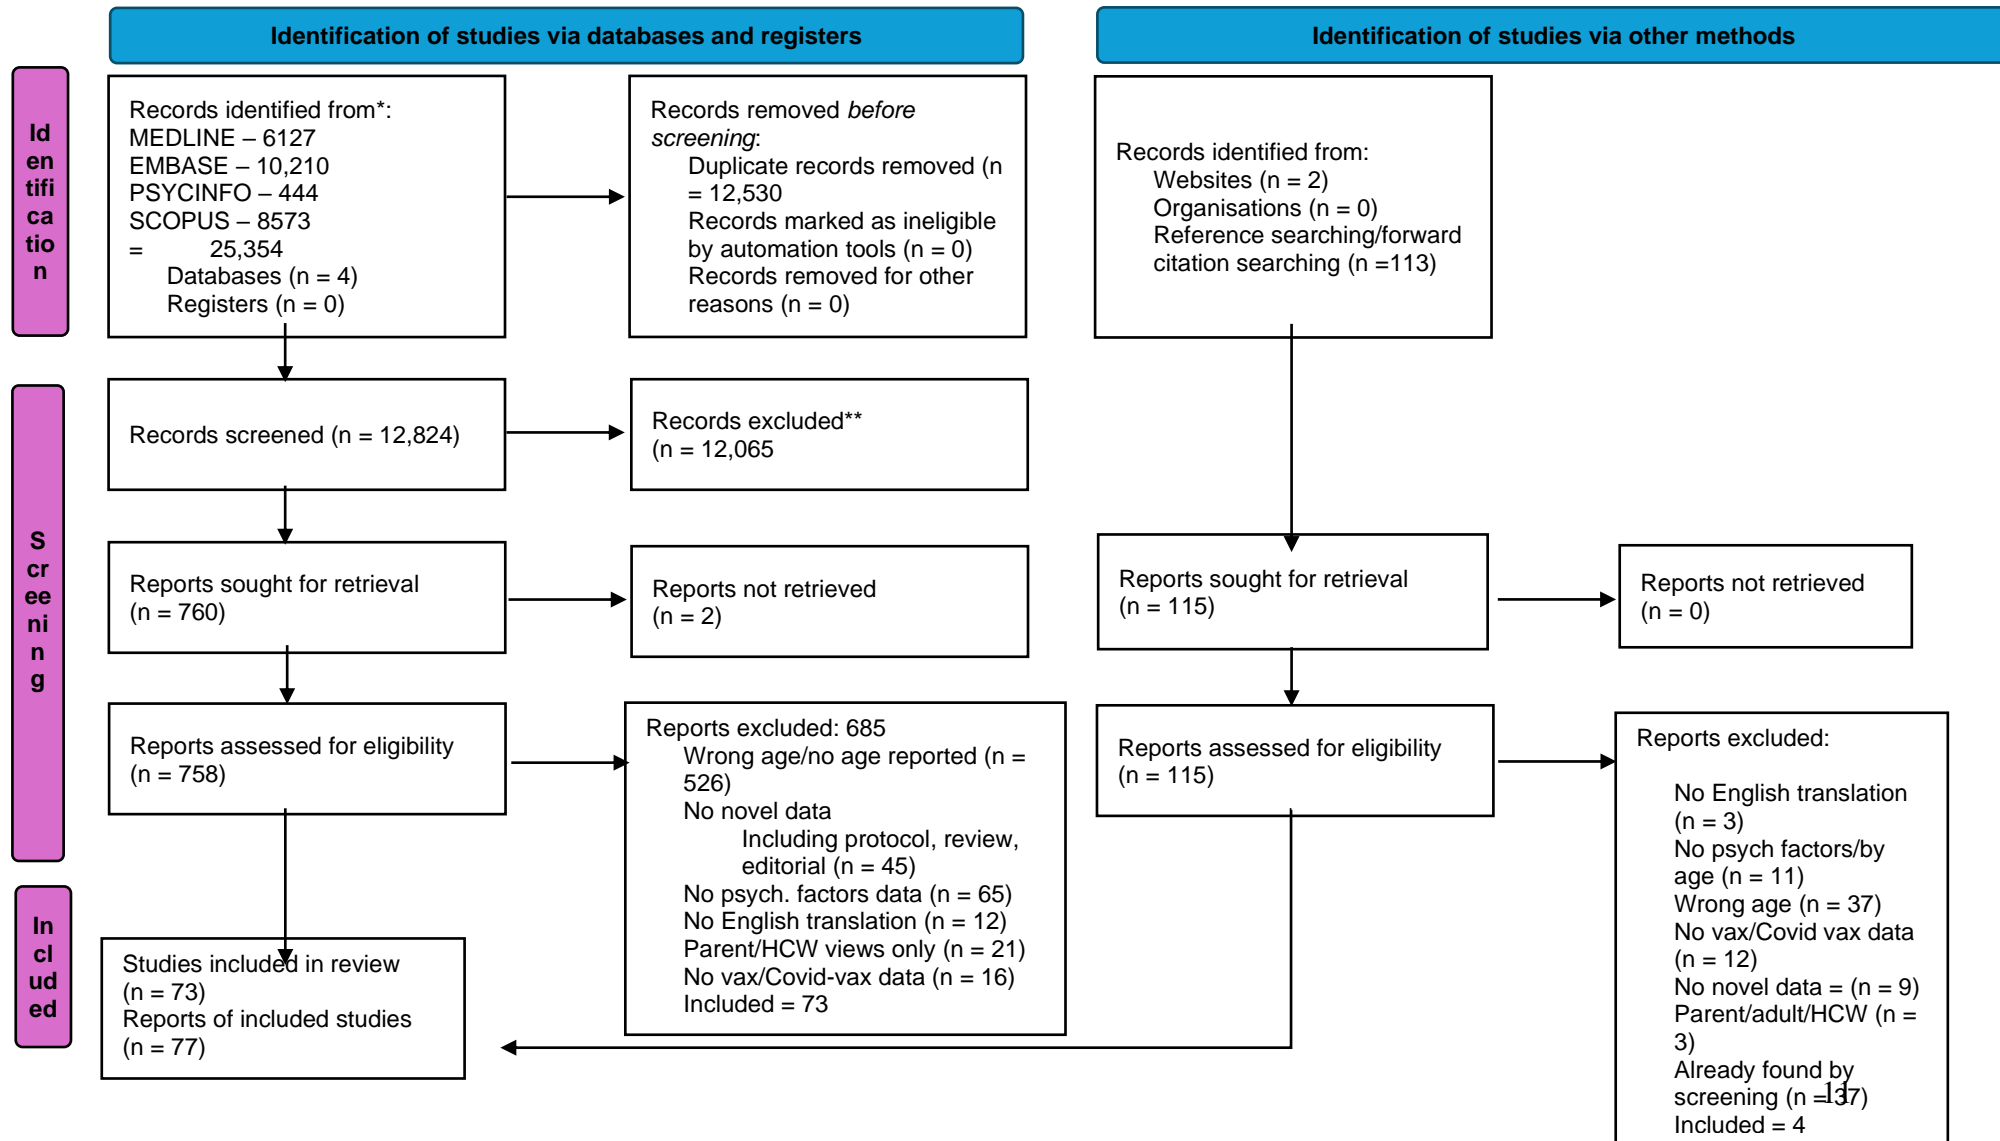 Identification of studies via databases and registers
Identification of studies via other methods
Id
en
tifi
ca
tio
n
Records identified from*:
MEDLINE – 6127
EMBASE – 10,210
PSYCINFO – 444
SCOPUS – 8573
= 25,354
Databases (n = 4)
Registers (n = 0)
Records removed before
screening:
Duplicate records removed (n
= 12,530
Records marked as ineligible
by automation tools (n = 0)
Records removed for other
reasons (n = 0)
Records identified from:
Websites (n = 2)
Organisations (n = 0)
Reference searching/forward
citation searching (n =113)
S
cr
ee
ni
n
g
Records screened (n = 12,824)
Records excluded**
(n = 12,065
Reports sought for retrieval
(n = 760)
Reports not retrieved
(n = 2)
Reports sought for retrieval
(n = 115)
Reports not retrieved
(n = 0)
Reports assessed for eligibility
(n = 758)
Reports excluded: 685
Wrong age/no age reported (n =
526)
No novel data
Including protocol, review,
editorial (n = 45)
No psych. factors data (n = 65)
No English translation (n = 12)
Parent/HCW views only (n = 21)
No vax/Covid-vax data (n = 16)
Included = 73
Reports assessed for eligibility
(n = 115)
Reports excluded:
No English translation
(n = 3)
No psych factors/by
age (n = 11)
Wrong age (n = 37)
No vax/Covid vax data
(n = 12)
No novel data = (n = 9)
Parent/adult/HCW (n =
3)
Already found by
screening (n = 37)
Included = 4
In
cl
ud
ed
Studies included in review
(n = 73)
Reports of included studies
(n = 77)
11